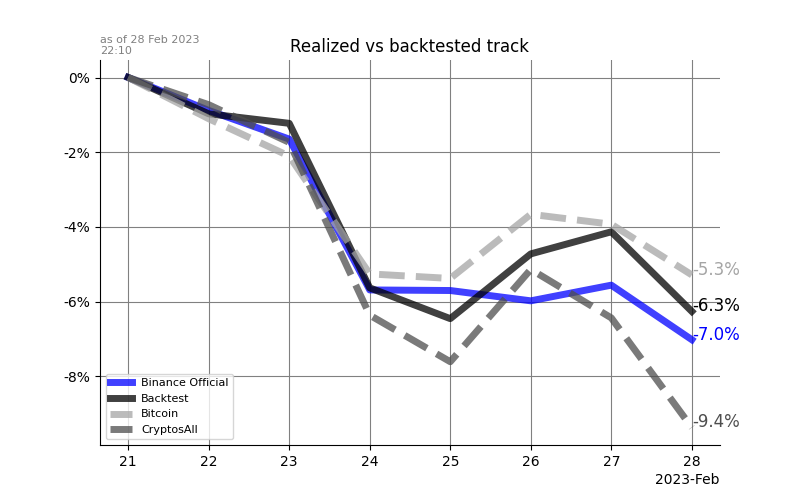 as of 28 Feb 2023
22:10
Realized vs backtested track
0%
-2%
-4%
-6%
-8%
-5.3%
-6.3%
-7.0%
-9.4%
Binance Official
Backtest
Bitcoin
CryptosAll
21 22 23 24 25 26 27 28
2023-Feb